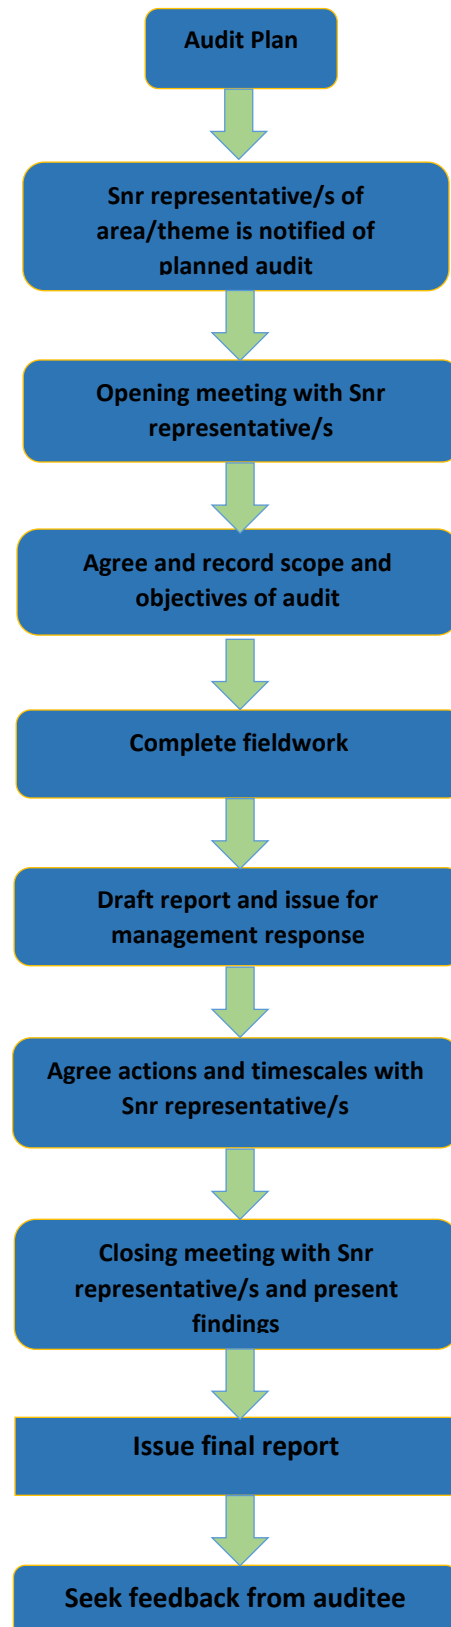 Audit Plan
Snr representative/s of
area/theme is notified of
planned audit
Opening meeting with Snr
representative/s
Agree and record scope and
objectives of audit
Complete fieldwork
Draft report and issue for
management response
Agree actions and timescales with
Snr representative/s
Closing meeting with Snr
representative/s and present
findings
Issue final report
Seek feedback from auditee